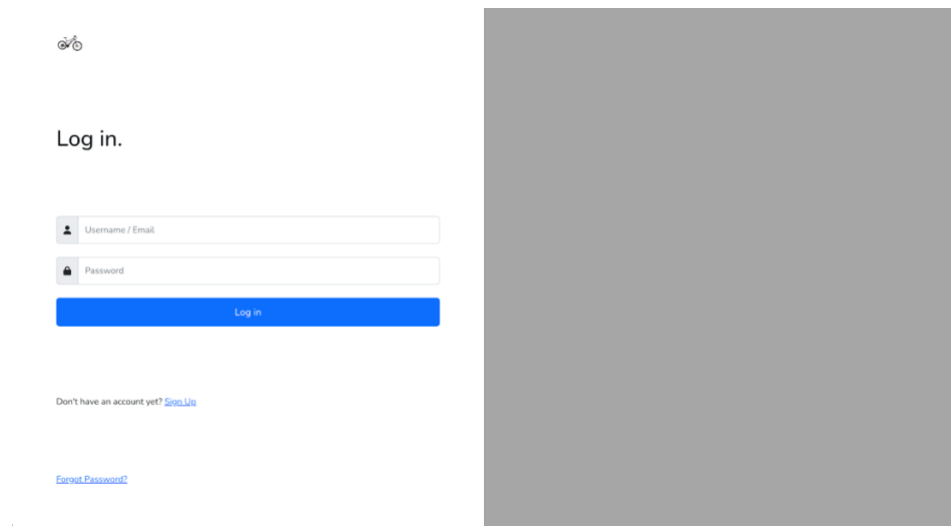 Log in.
Username / Email
Password
Log in
Don't have an account yet? Sign Up
Forgot Password?